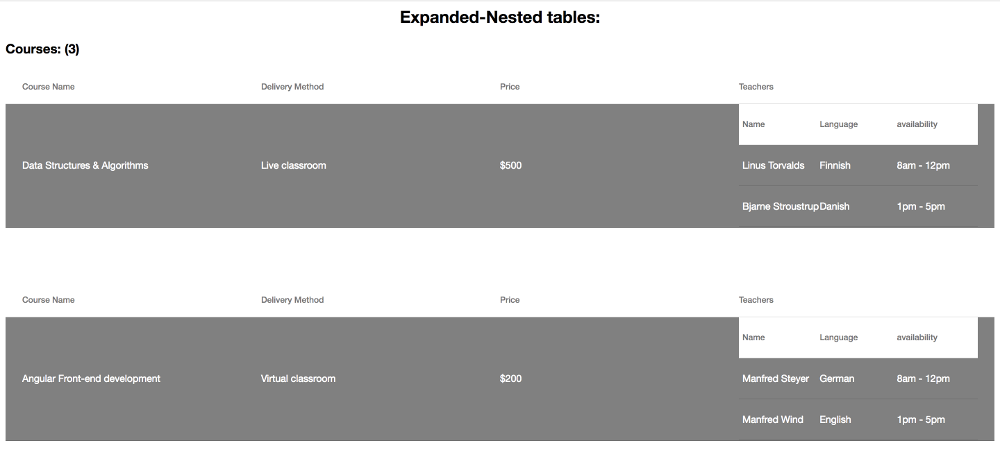 Expanded-Nested tables:
Courses: (3)
Course Name Delivery Method Price Teachers
Name Language availability
Data Structures & Algorithms Live classroom $500 Linus Torvalds Finnish 8am - 12pm
Bjarne Stroustrup Danish 1pm - 5pm
Course Name Delivery Method Price Teachers
Name Language availability
Angular Front-end development Virtual classroom $200 Manfred Steyer German 8am - 12pm
Manfred Wind English 1pm - 5pm